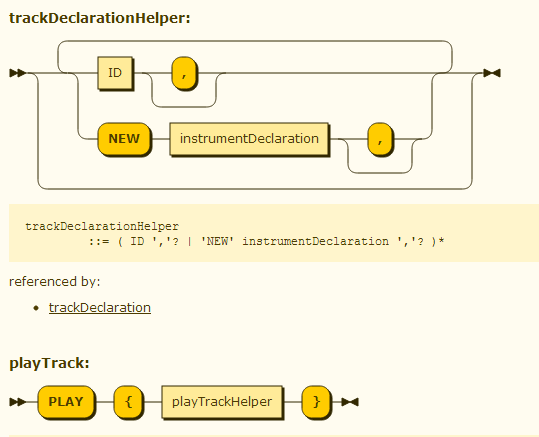 trackDeclarationHelper:
ID ,
NEW instrumentDeclaration ,
trackDeclarationHelper
::= ( ID ','? | 'NEW' instrumentDeclaration ','? )*
referenced by:
trackDeclaration
playTrack:
PLAY { playTrackHelper }